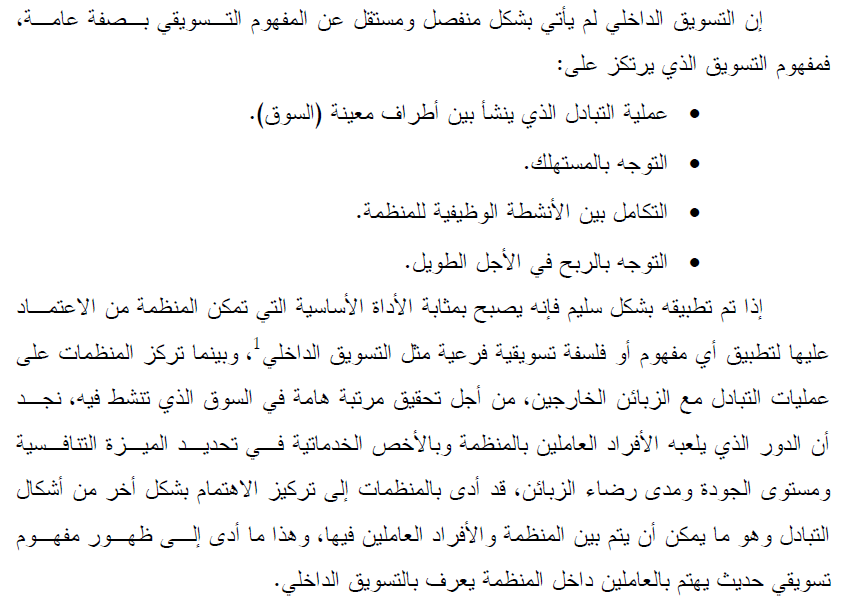 إن التسويق الداخلي لم يأتي بشكل منفصل ومستقل عن المفهوم التسويقي بصفة عامة،
فمفهوم التسويق الذي يرتكز على:
• عملية التبادل الذي ينشأ بين أطراف معينة (السوق).
• التوجه بالمستهلك.
• التكامل بين الأنشطة الوظيفية للمنظمة.
• التوجه بالربح في الأجل الطويل.
إذا تم تطبيقه بشكل سليم فإنه يصبح بمثابة الأداة الأساسية التي تمكن المنظمة من الاعتماد
عليها لتطبيق أي مفهوم أو فلسفة تسويقية فرعية مثل التسويق الداخلي1، وبينما تركز المنظمات على
عمليات التبادل مع الزبائن الخارجين، من أجل تحقيق مرتبة هامة في السوق الذي تنشط فيه، نجد
أن الدور الذي يلعبه الأفراد العاملين بالمنظمة وبالأخص الخدماتية في تحديد الميزة التنافسية
ومستوى الجودة ومدى رضاء الزبائن، قد أدى بالمنظمات إلى تركيز الاهتمام بشكل أخر من أشكال
التبادل وهو ما يمكن أن يتم بين المنظمة والأفراد العاملين فيها، وهذا ما أدى إلى ظهور مفهوم
تسويقي حديث يهتم بالعاملين داخل المنظمة يعرف بالتسويق الداخلي.